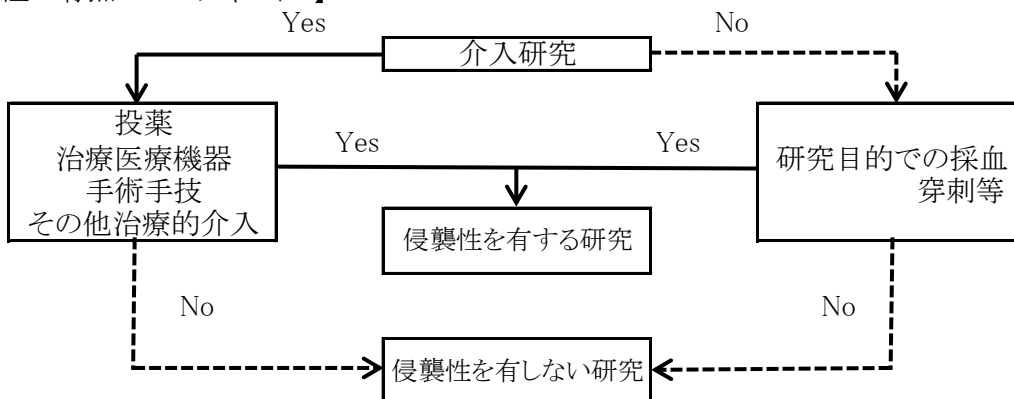 Yes
No
介入研究
投薬
治療医療機器
手術手技
その他治療的介入
Yes
Yes
研究目的での採血
穿刺等
侵襲性を有する研究
No
No
侵襲性を有しない研究